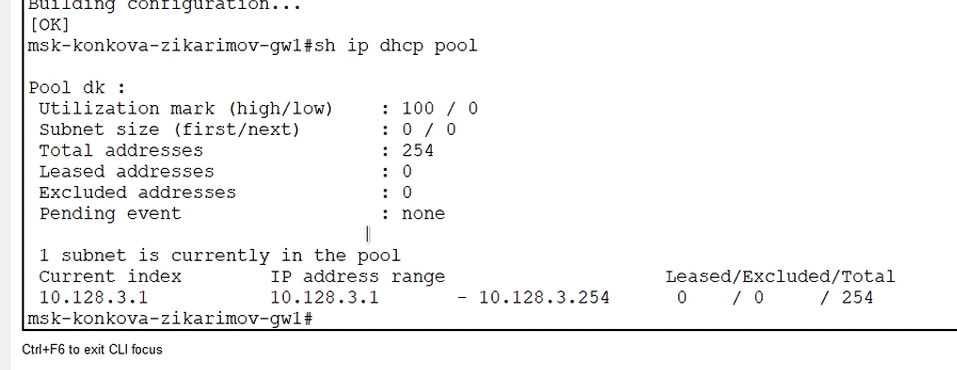 Building configuration...
[OK]
msk-konkova-zikarimov-gw1#sh ip dhcp pool
Pool dk :
Utilization mark (high/low) : 100 / 0
Subnet size (first/next) : 0 / 0
Total addresses : 254
Leased addresses : 0
Excluded addresses : 0
Pending event : none
1 subnet is currently in the pool
Current index IP address range Leased/Excluded/Total
10.128.3.1 10.128.3.1 - 10.128.3.254 0 / 0 / 254
msk-konkova-zikarimov-gw1#
Ctrl+F6 to exit CLI focus